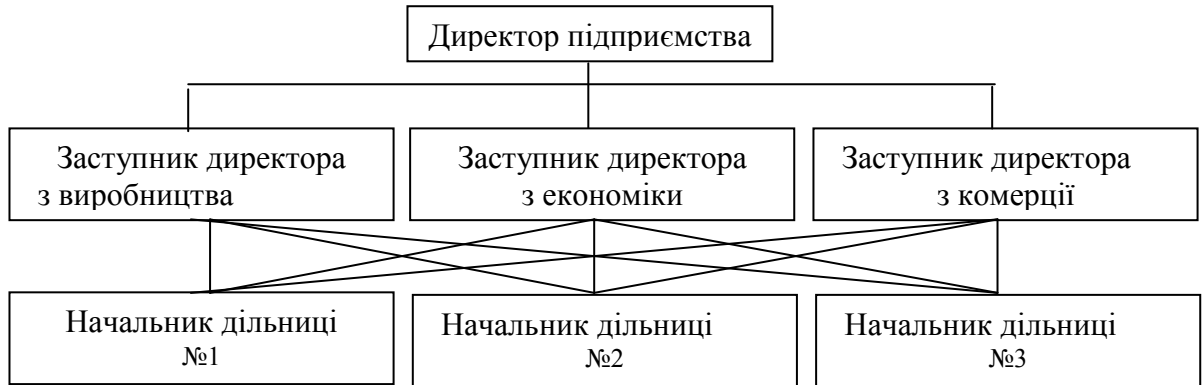 Директор підприємства
Заступник директора
з виробництва
Заступник директора
з економіки
Заступник директора
з комерції
Начальник дільниці
№1
Начальник дільниці
№2
Начальник дільниці
№3